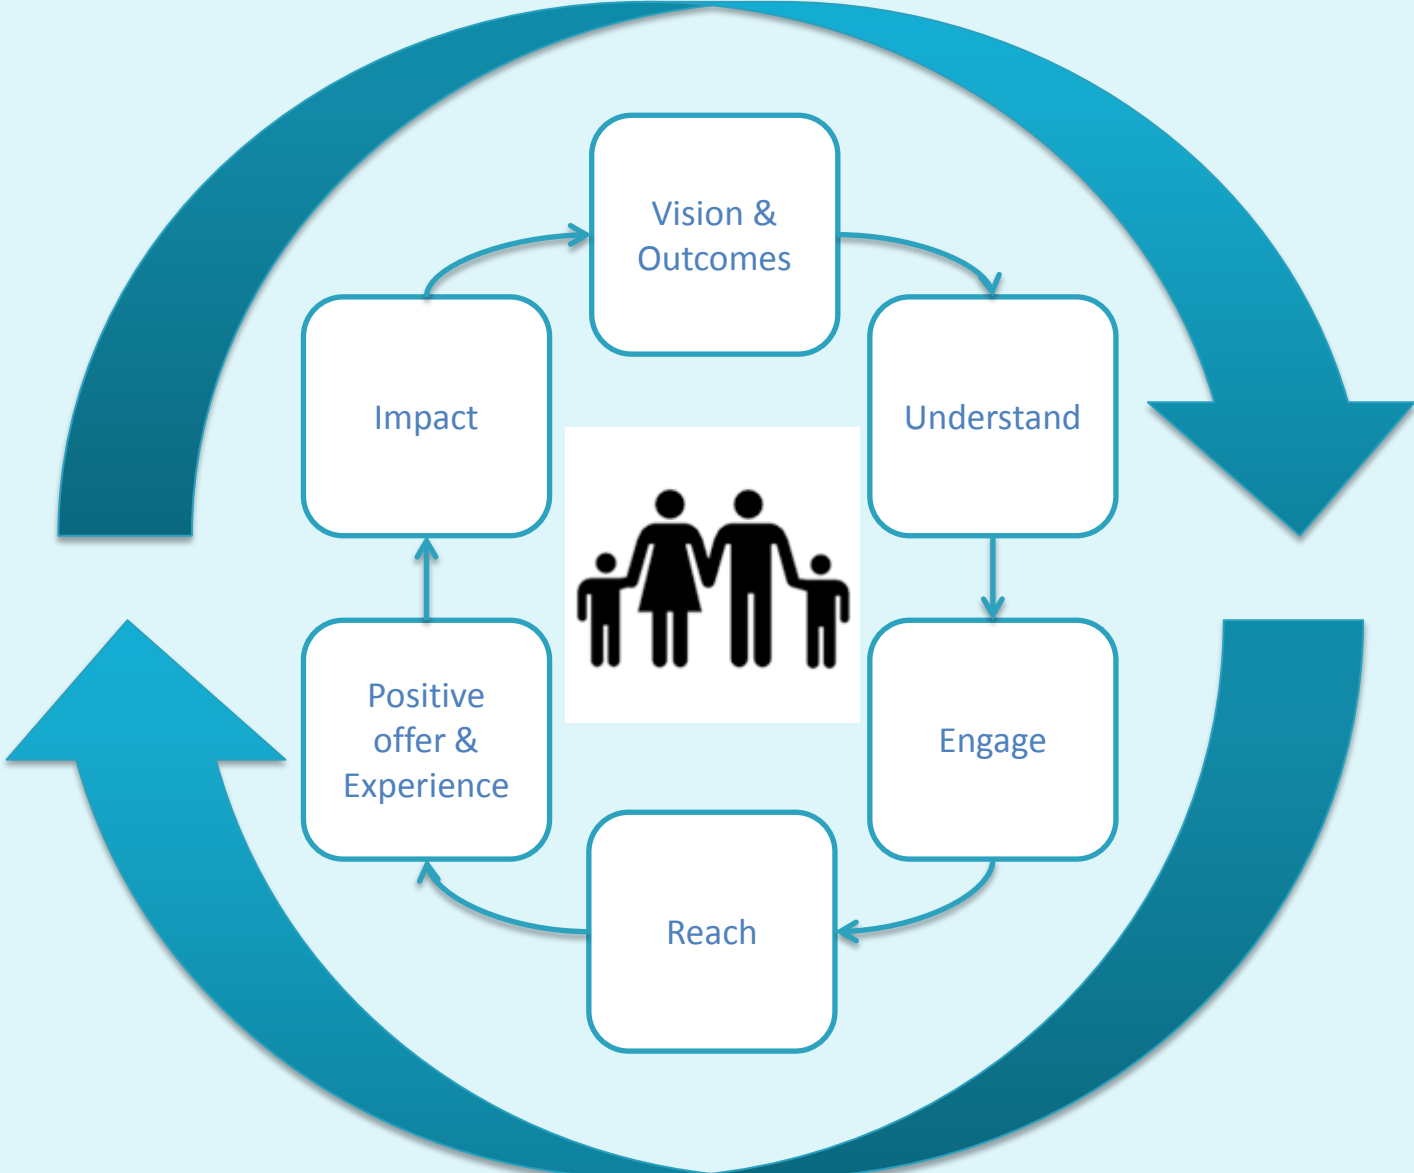 Vision &
Outcomes
Understand
Engage
Reach
Positive
offer &
Experience
Impact